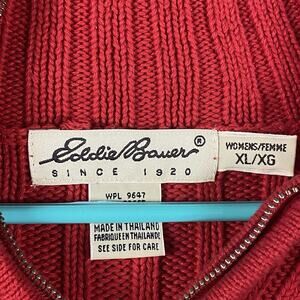 Eddie Bauer®
SINCE 1920
WOMENS/FEMME
XL/XG
WPL 9647
MADE IN THAILAND
FABRIQUE EN THAILANDE
SEE SIDE FOR CARE